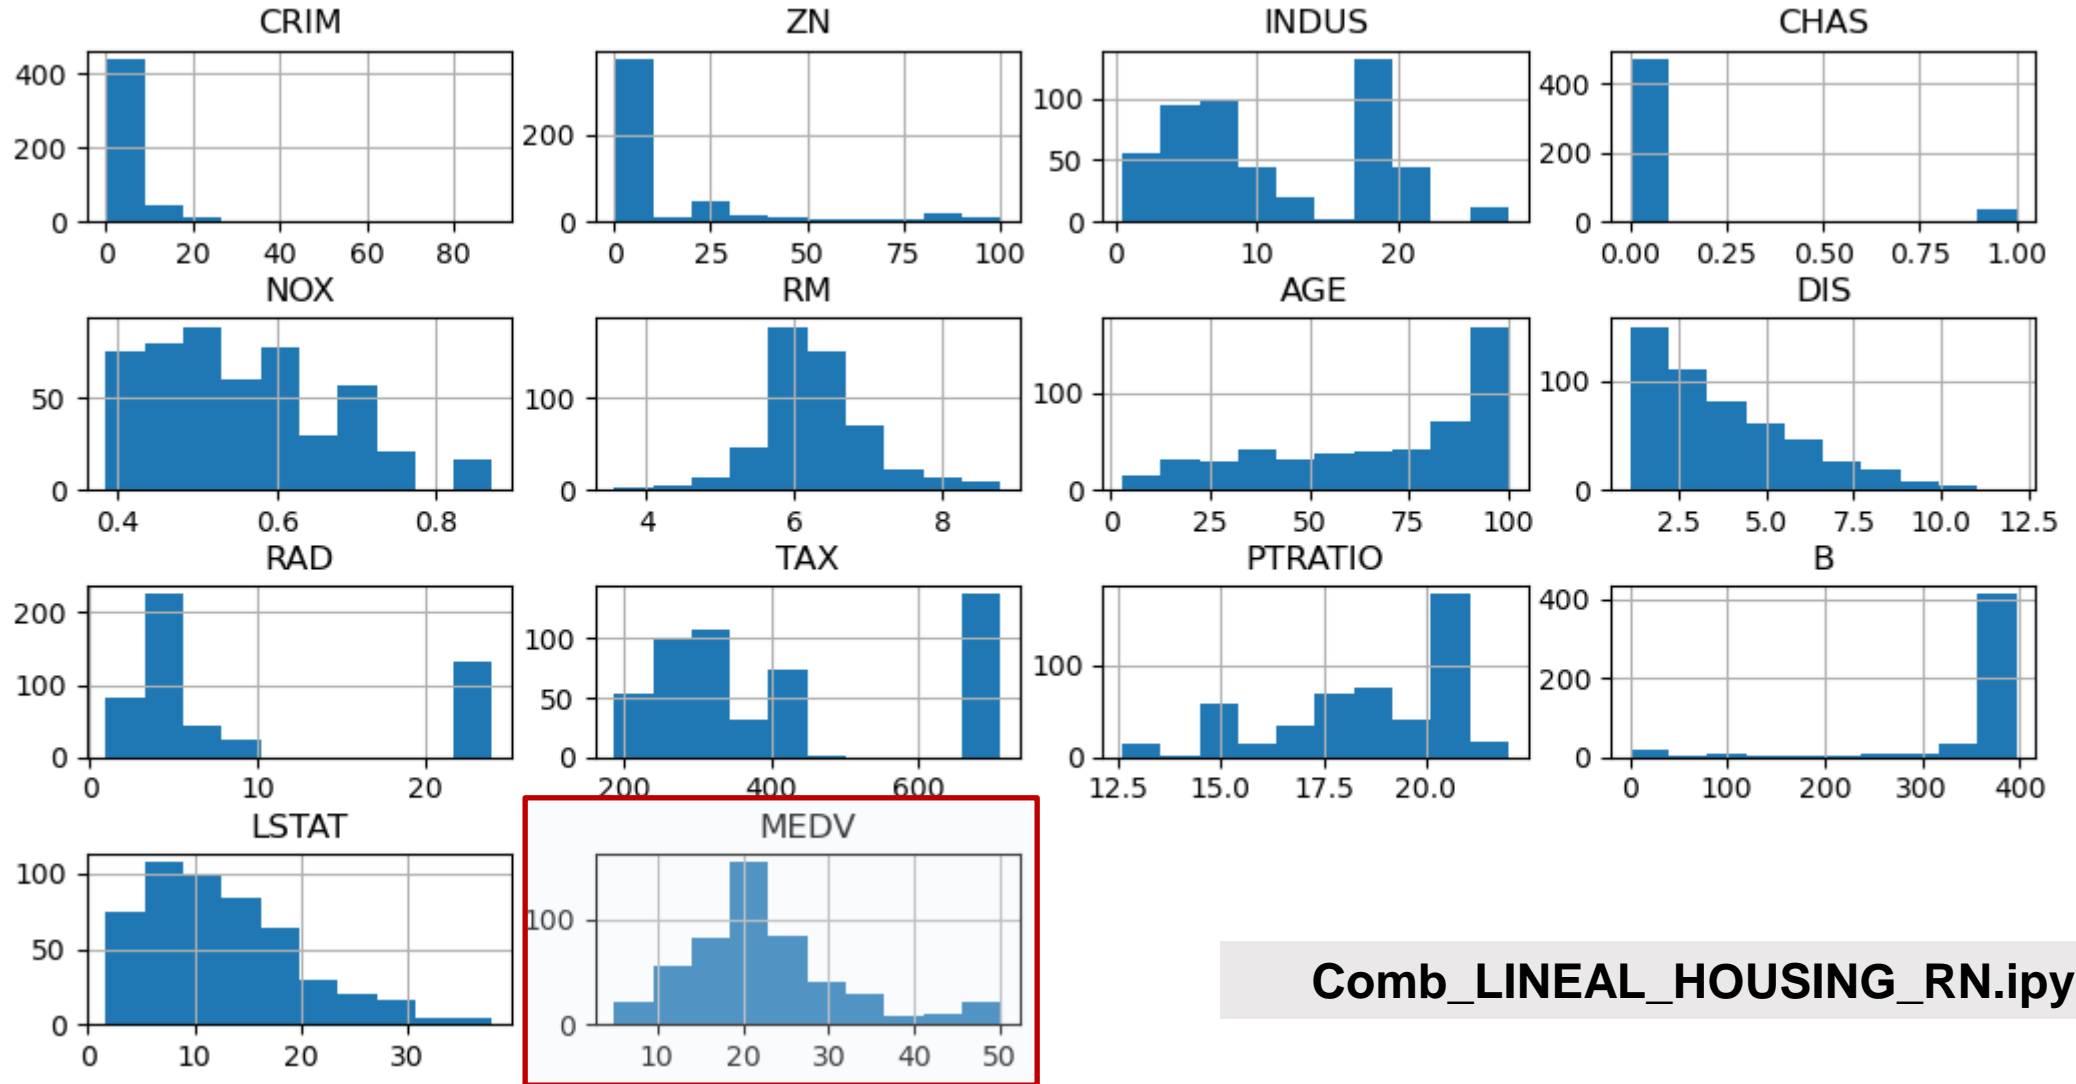 CRIM ZN INDUS CHAS
400
200
0
0 20 40 60 80
200
0
0 25 50 75 100
100
50
0
0 10 20
400
200
0
0.00 0.25 0.50 0.75 1.00
NOX RM AGE DIS
50
0
0.4 0.6 0.8
100
0
4 6 8
100
0
0 25 50 75 100
100
0
2.5 5.0 7.5 10.0 12.5
RAD TAX PTRATIO B
200
100
0
0 10 20
100
50
0
200 400 600
100
0
12.5 15.0 17.5 20.0
400
200
0
0 100 200 300 400
LSTAT MEDV
100
50
0
0 10 20 30
100
0
10 20 30 40 50
Comb_LINEAL_HOUSING_RN.ipy